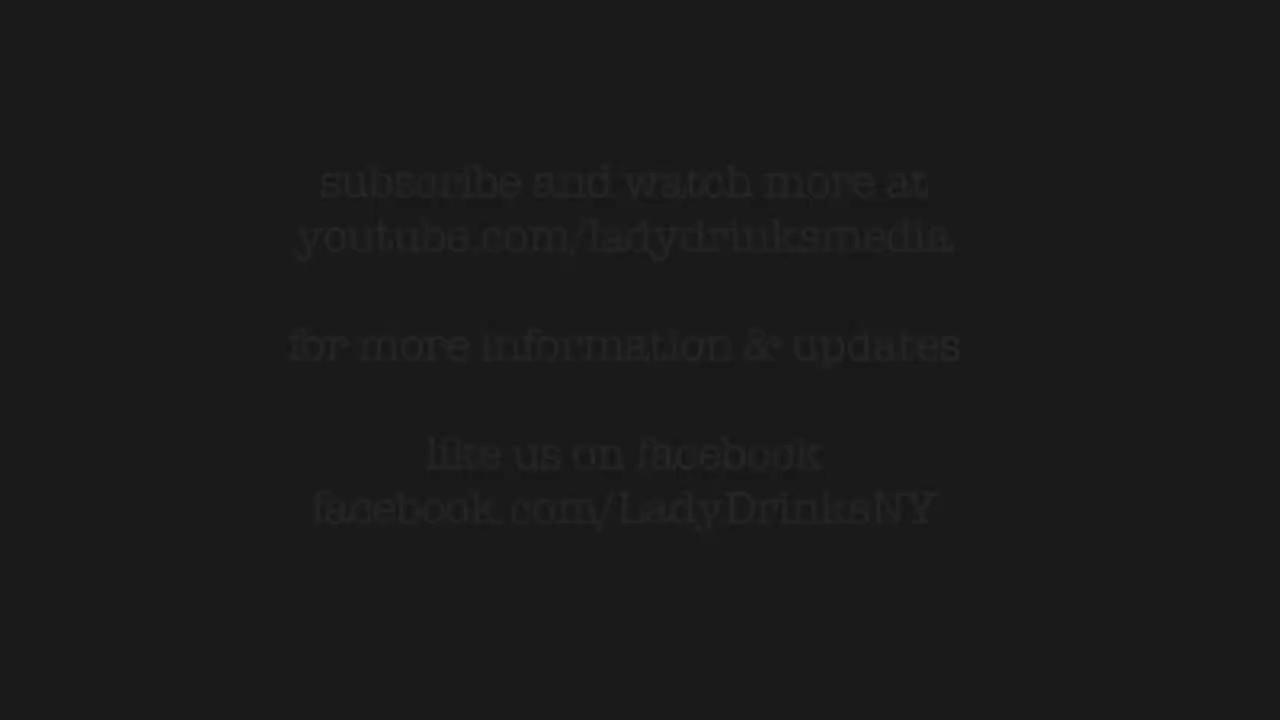 subscribe and watch more at
youtube.com/ladydrinksmedia
for more information & updates
like us on facebook
facebook.com/LadyDrinksNY